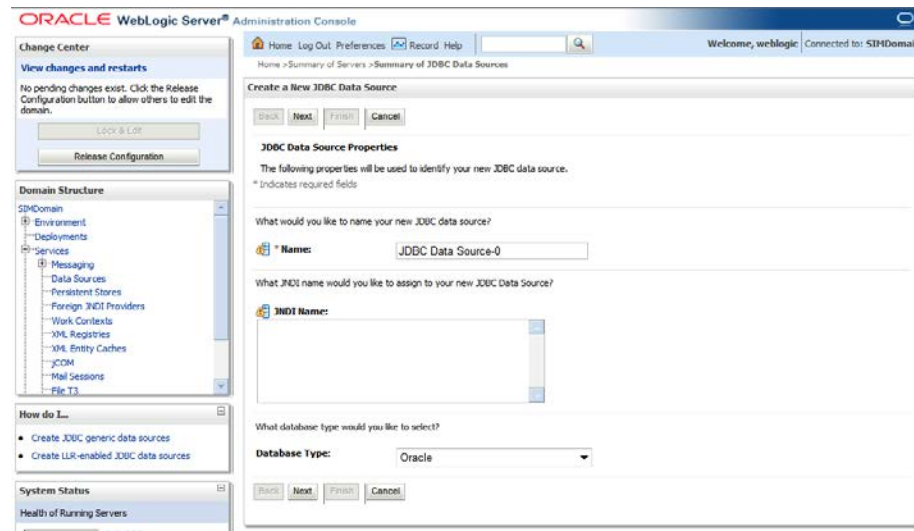 ORACLE WebLogic Server® Administration Console
Change Center
View changes and restarts
No pending changes exist. Click the Release
Configuration button to allow others to edit the
domain.
Lock & Edit
Release Configuration
Domain Structure
SIMDomain
Environment
Deployments
Services
Messaging
Data Sources
Persistent Stores
Foreign JNDI Providers
Work Contexts
XML Registries
XML Entity Caches
jCOM
Mail Sessions
File T3
How do I...
Create JDBC generic data sources
Create LLR-enabled JDBC data sources
System Status
Health of Running Servers
Home Log Out Preferences Record Help
Welcome, weblogic Connected to: SIMDomai
Home >Summary of Servers >Summary of JDBC Data Sources
Create a New JDBC Data Source
Back Next Finish Cancel
JDBC Data Source Properties
The following properties will be used to identify your new JDBC data source.
* Indicates required fields
What would you like to name your new JDBC data source?
* Name: JDBC Data Source-0
What JNDI name would you like to assign to your new JDBC Data Source?
JNDI Name:
What database type would you like to select?
Database Type: Oracle
Back Next Finish Cancel